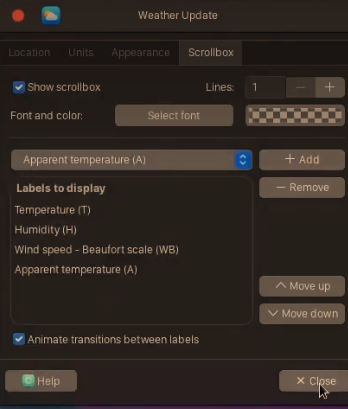 Weather Update
Location Units Appearance Scrollbox
Show scrollbox Lines: 1
Font and color: Select font
Apparent temperature (A) Add
Labels to display Remove
Temperature (T)
Humidity (H)
Wind speed - Beaufort scale (WB)
Apparent temperature (A)
Move up
Move down
Animate transitions between labels
Help Close